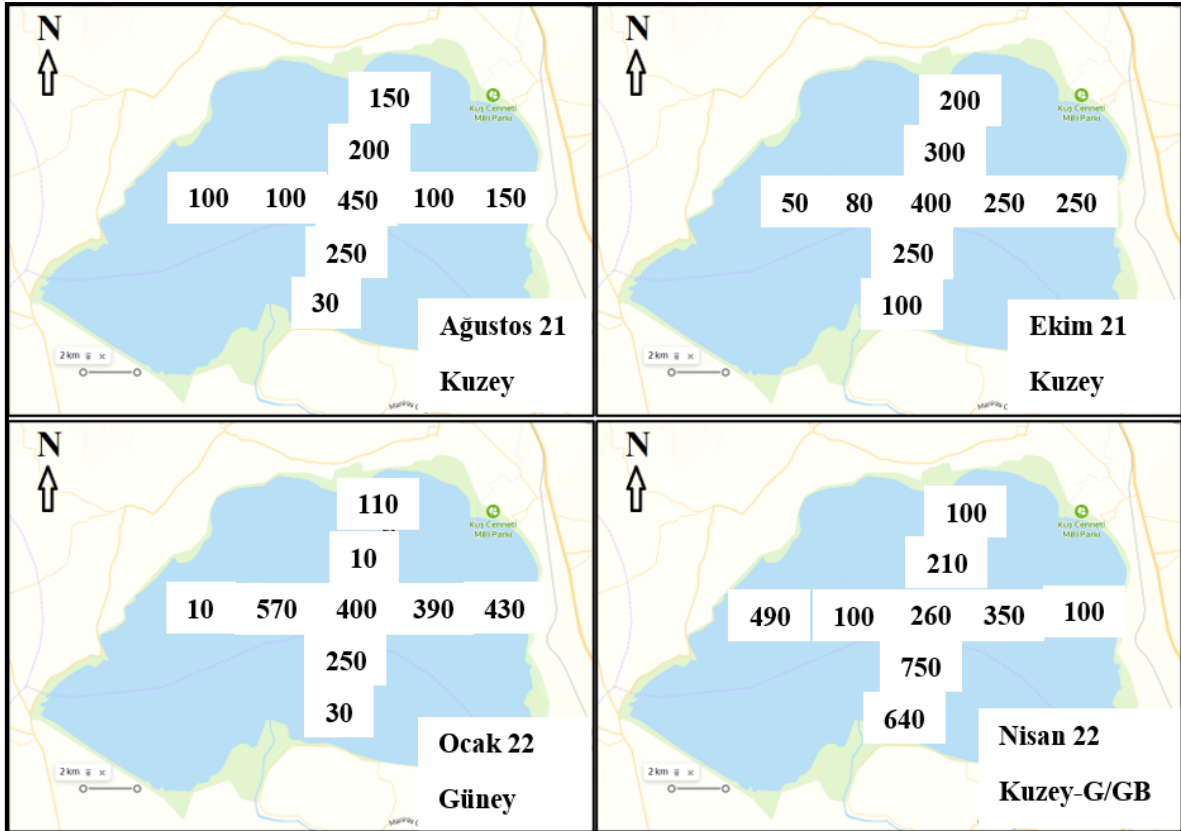 N
150
Kuş Cenneti
Milli Parkı
200
100 100 450 100 150
250
30
Ağustos 21
Kuzey
2 km
N
200
Kuş Cenneti
Milli Parkı
300
50 80 400 250 250
250
100
Ekim 21
Kuzey
2 km
N
110
Kuş Cenneti
Milli Parkı
10
10 570 400 390 430
250
30
Ocak 22
Güney
2 km
N
100
Kuş Cenneti
Milli Parkı
210
490 100 260 350 100
750
640
Nisan 22
Kuzey-G/GB
2 km